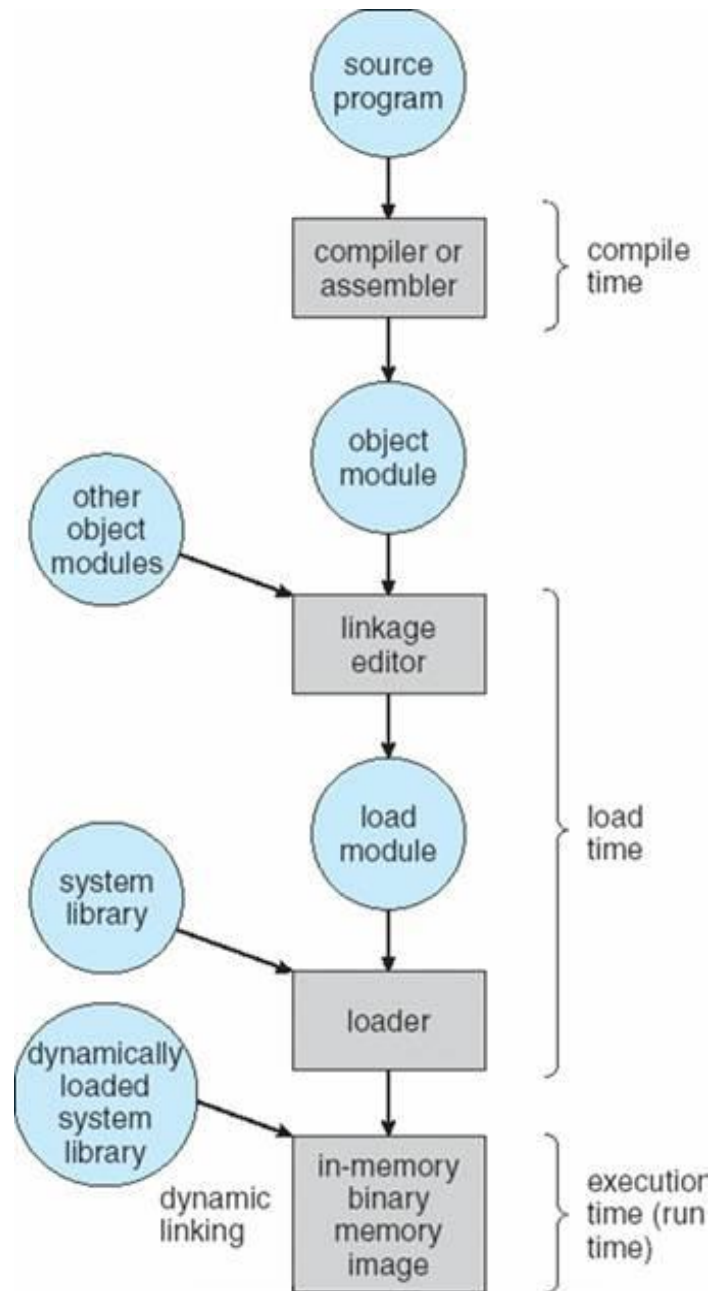 source
program
compiler or
assembler
compile
time
object
module
other
object
modules
linkage
editor
load
module
load
time
system
library
loader
dynamically
loaded
system
library
dynamic
linking
in-memory
binary
memory
image
execution
time (run
time)